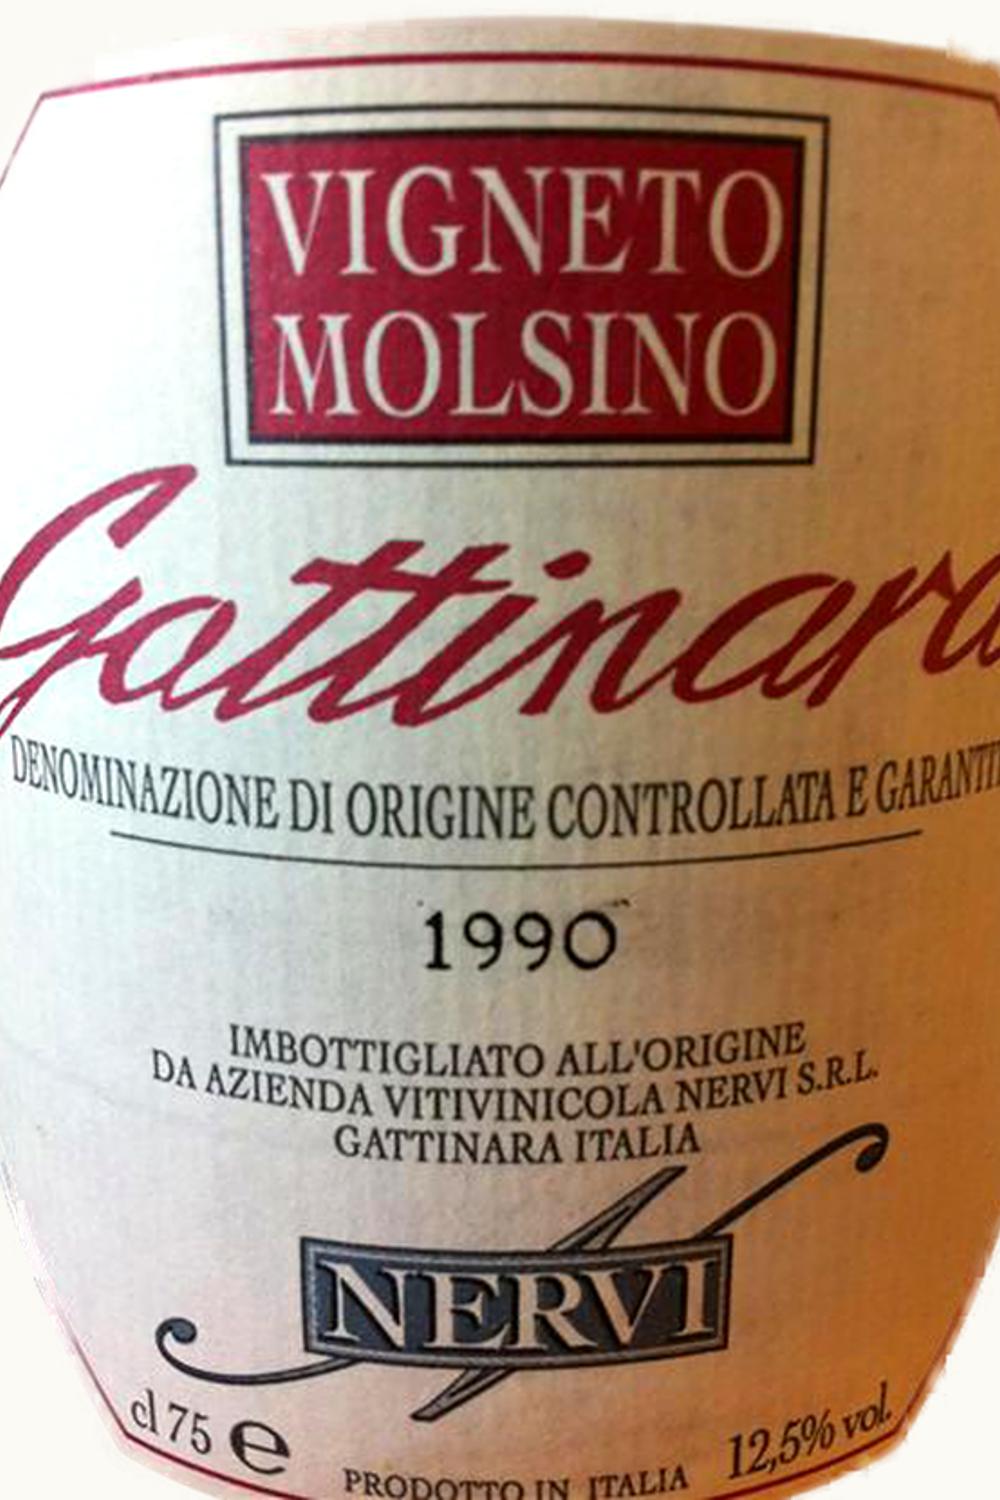 VIGNETO
MOLSINO
Gattinara
DENOMINAZIONE DI ORIGINE CONTROLLATA E GARANTIT
1990
IMBOTTIGLIATO ALL'ORIGINE
DA AZIENDA VITIVINICOLA NERVI S.R.L.
GATTINARA ITALIA
NERVI
cl 75 e 12,5% vol.
PRODOTTO IN ITALIA